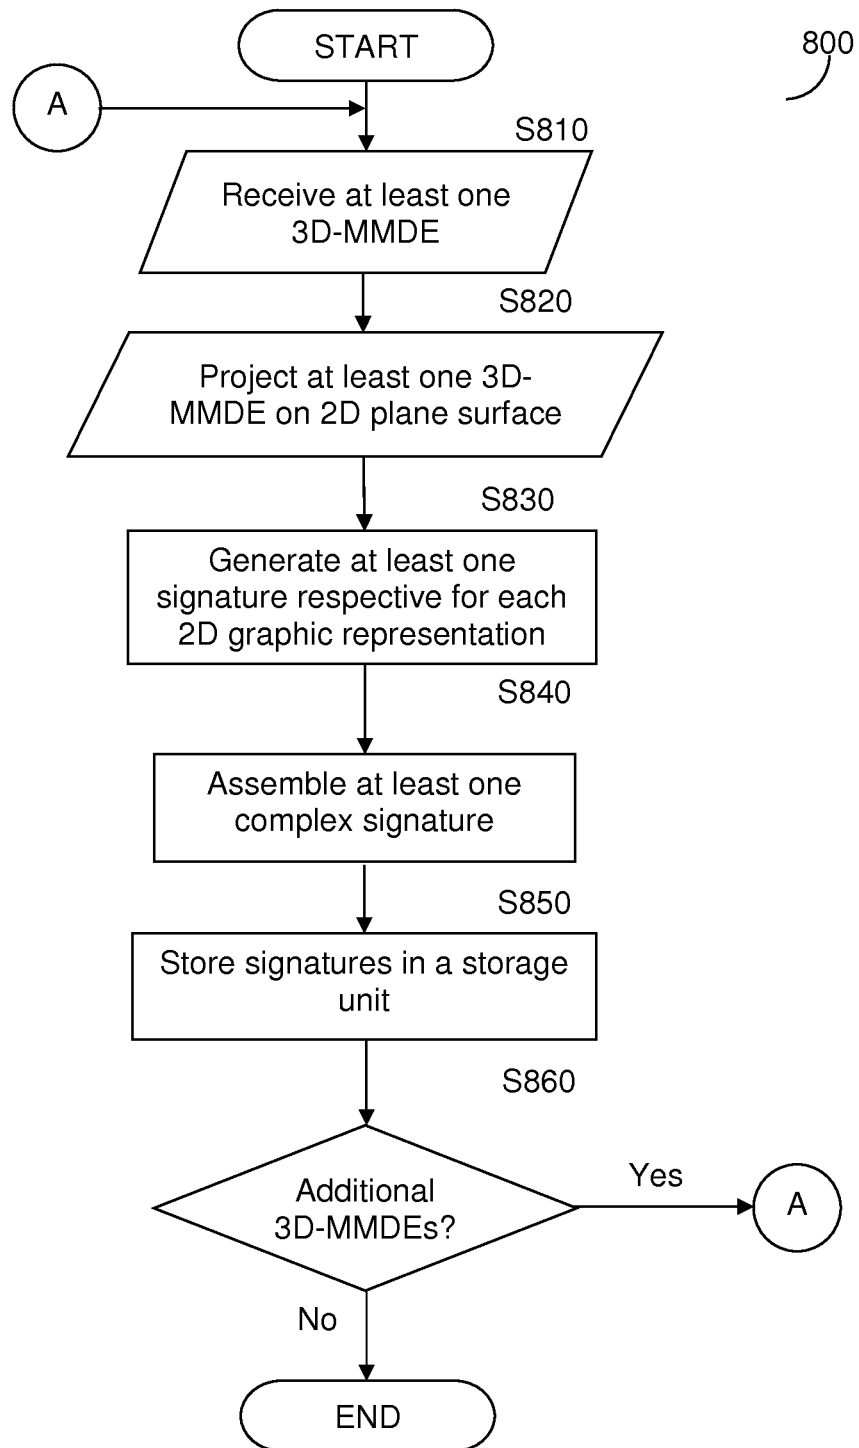 START
800
A
S810
Receive at least one
3D-MMDE
S820
Project at least one 3D-
MMDE on 2D plane surface
S830
Generate at least one
signature respective for each
2D graphic representation
S840
Assemble at least one
complex signature
S850
Store signatures in a storage
unit
S860
Additional
3D-MMDEs?
Yes
A
No
END